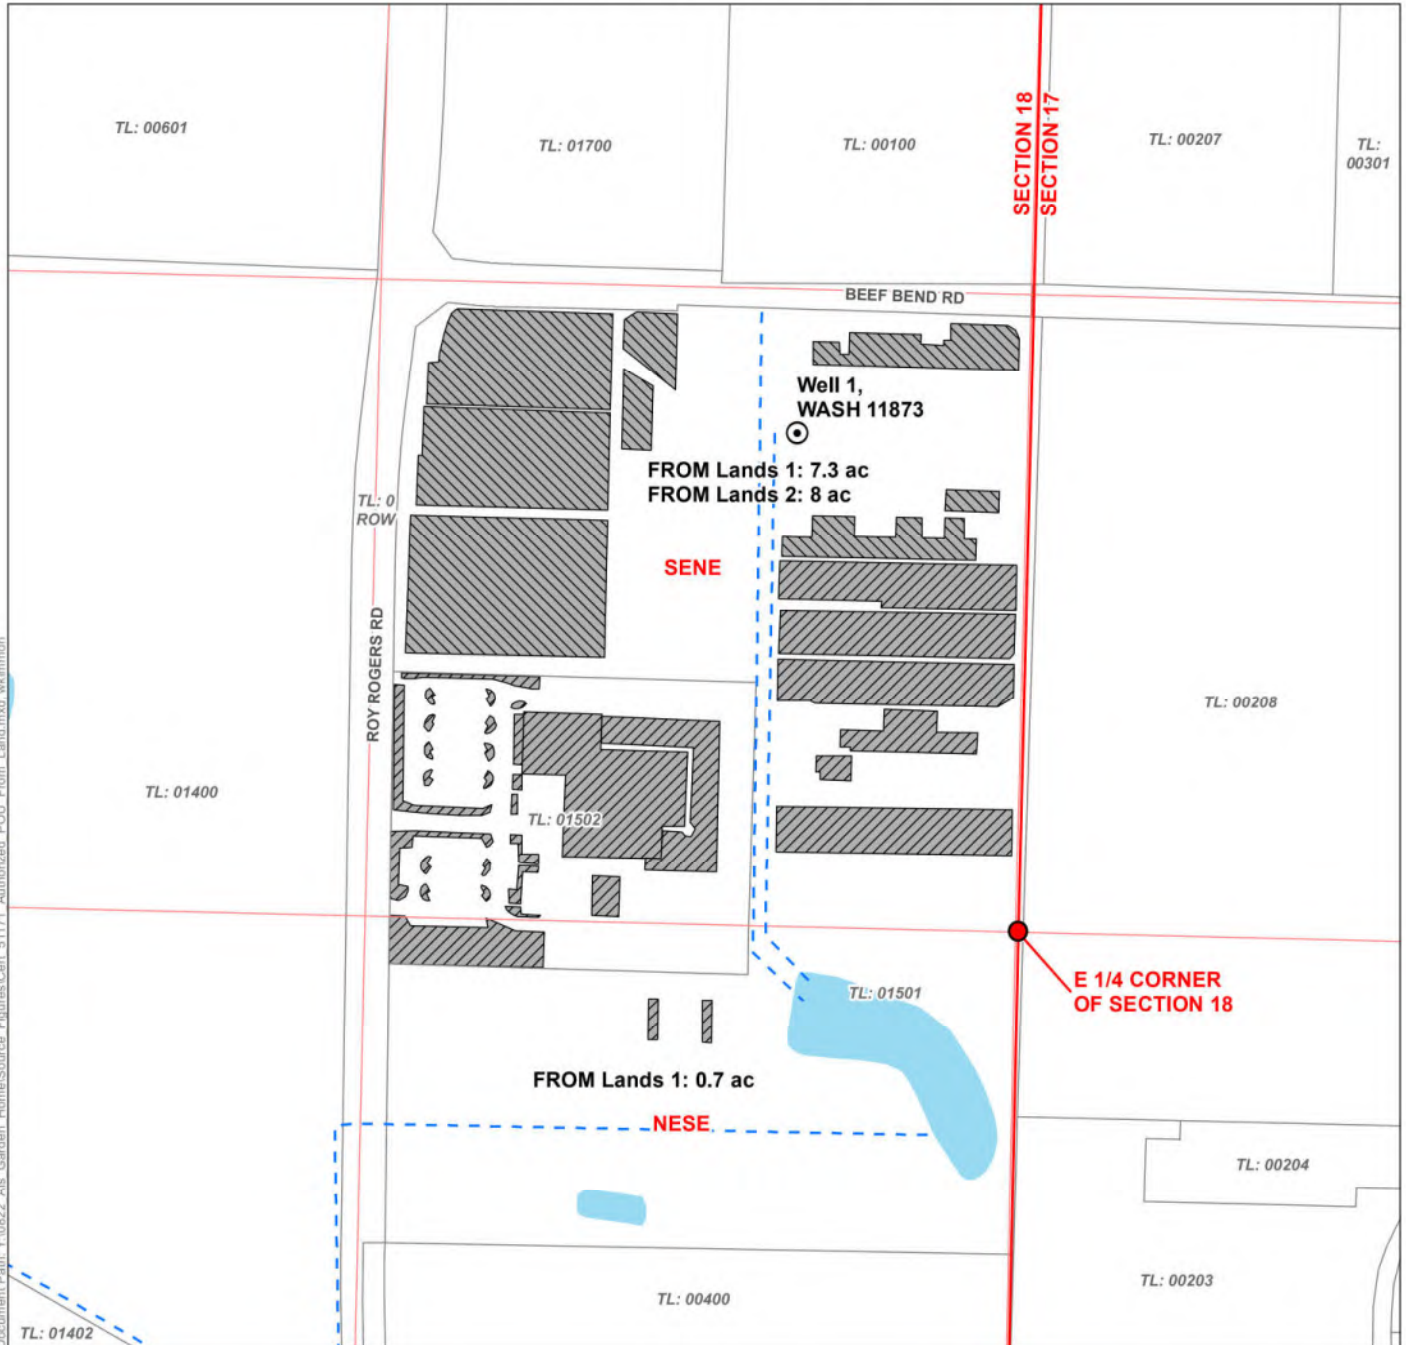 TL: 00601
TL: 01700
TL: 00100
SECTION 18
SECTION 17
TL: 00207
TL:
00301
BEEF BEND RD
Well 1,
WASH 11873
FROM Lands 1: 7.3 ac
FROM Lands 2: 8 ac
TL: 0
ROW
SENE
ROY ROGERS RD
TL: 00208
TL: 01400
TL: 01502
TL: 01501
E 1/4 CORNER
OF SECTION 18
FROM Lands 1: 0.7 ac
NESE
TL: 00204
TL: 00203
TL: 00400
TL: 01402